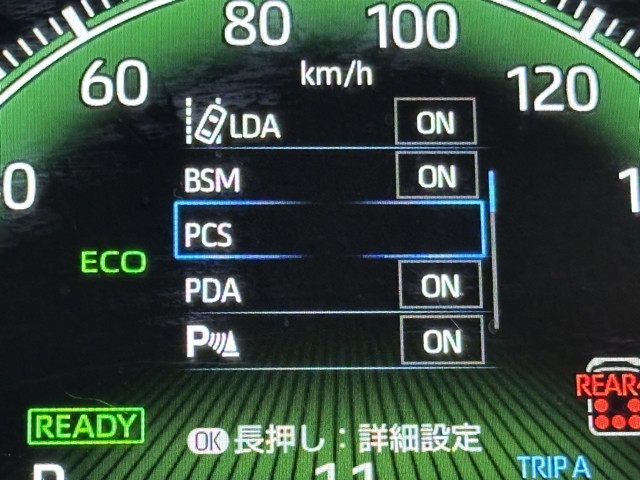 80 100
60 km/h 120
LDA ON
BSM ON
PCS
ECO
PDA ON
P ON
READY
OK 長押し：詳細設定
REAR
TRIP A